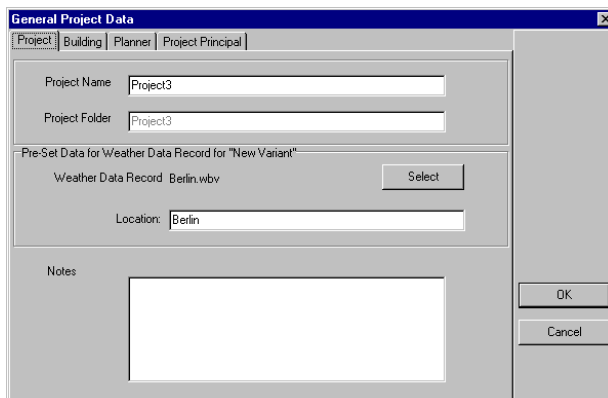 General Project Data
Project Building Planner Project Principal
Project Name Project3
Project Folder Project3
Pre-Set Data for Weather Data Record for "New Variant"
Weather Data Record Berlin.wbv Select
Location: Berlin
Notes
OK
Cancel